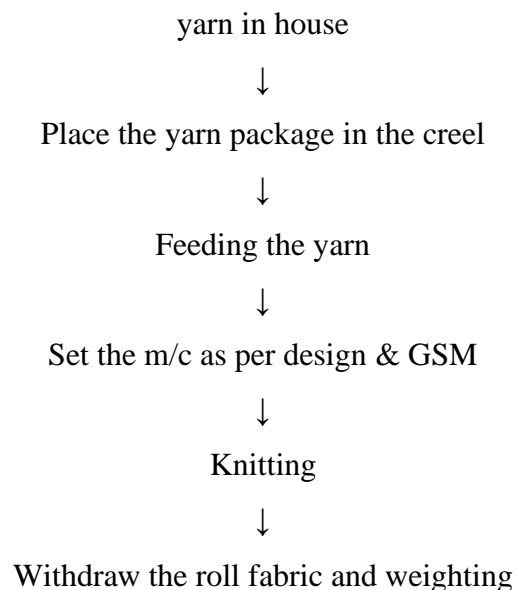 yarn in house
↓
Place the yarn package in the creel
↓
Feeding the yarn
↓
Set the m/c as per design & GSM
↓
Knitting
↓
Withdraw the roll fabric and weighting